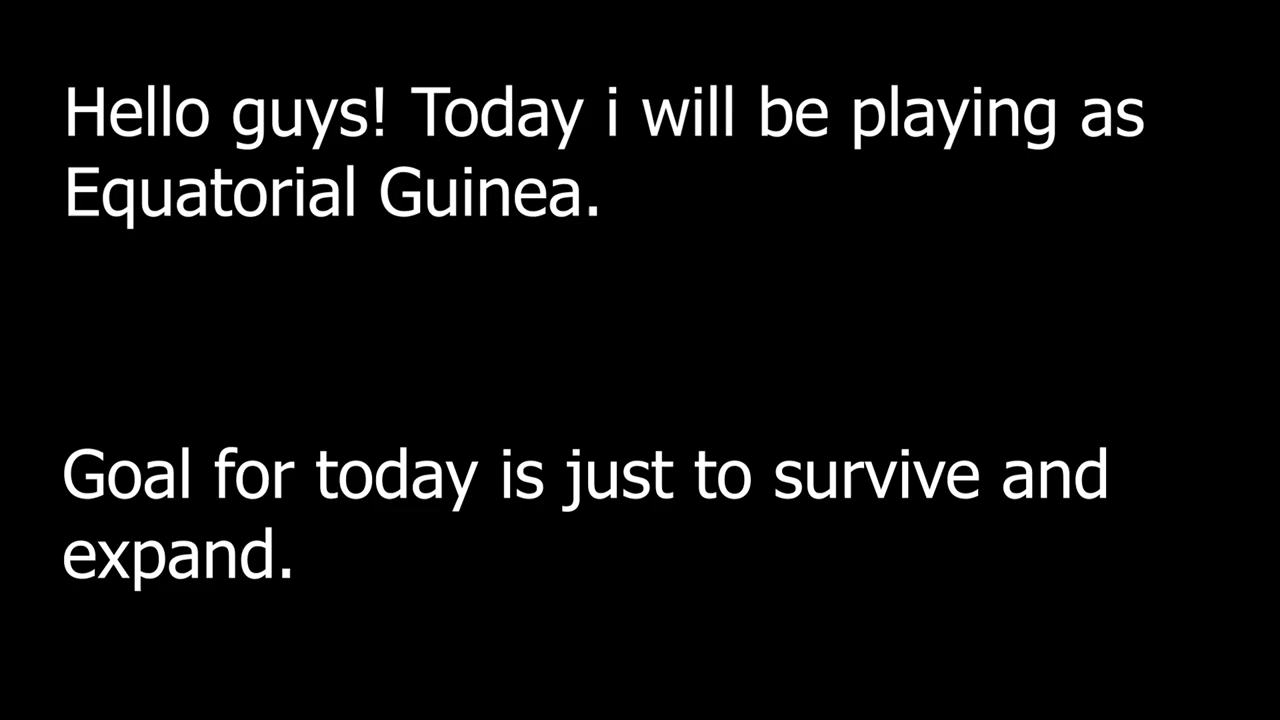 Hello guys! Today i will be playing as
Equatorial Guinea.
Goal for today is just to survive and
expand.